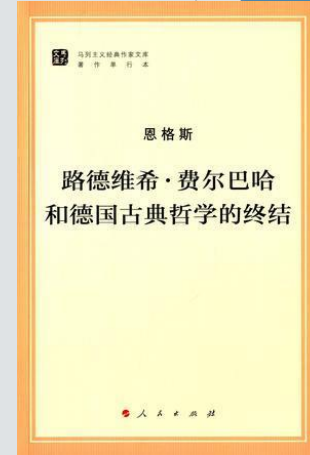 马列主义经典作家文库
著作单行本
恩格斯
路德维希·费尔巴哈
和德国古典哲学的终结
人民出版社